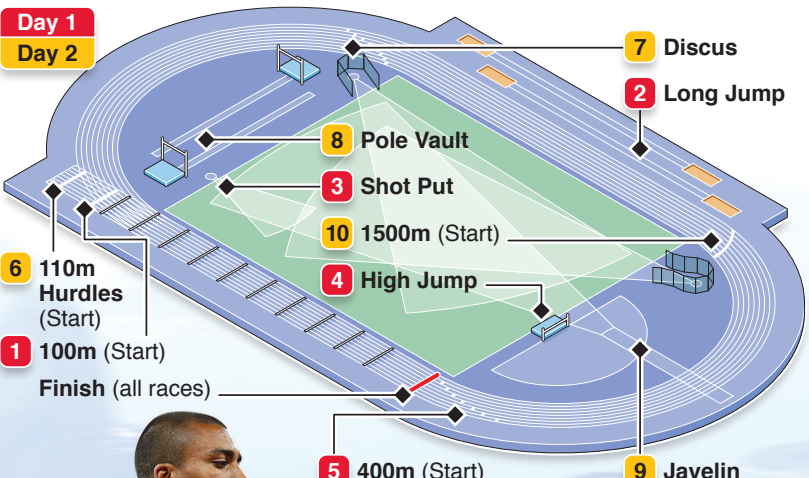 Day 1
Day 2
7 Discus
2 Long Jump
8 Pole Vault
3 Shot Put
10 1500m (Start)
4 High Jump
6 110m
Hurdles
(Start)
1 100m (Start)
Finish (all races)
5 400m (Start)
9 Javelin